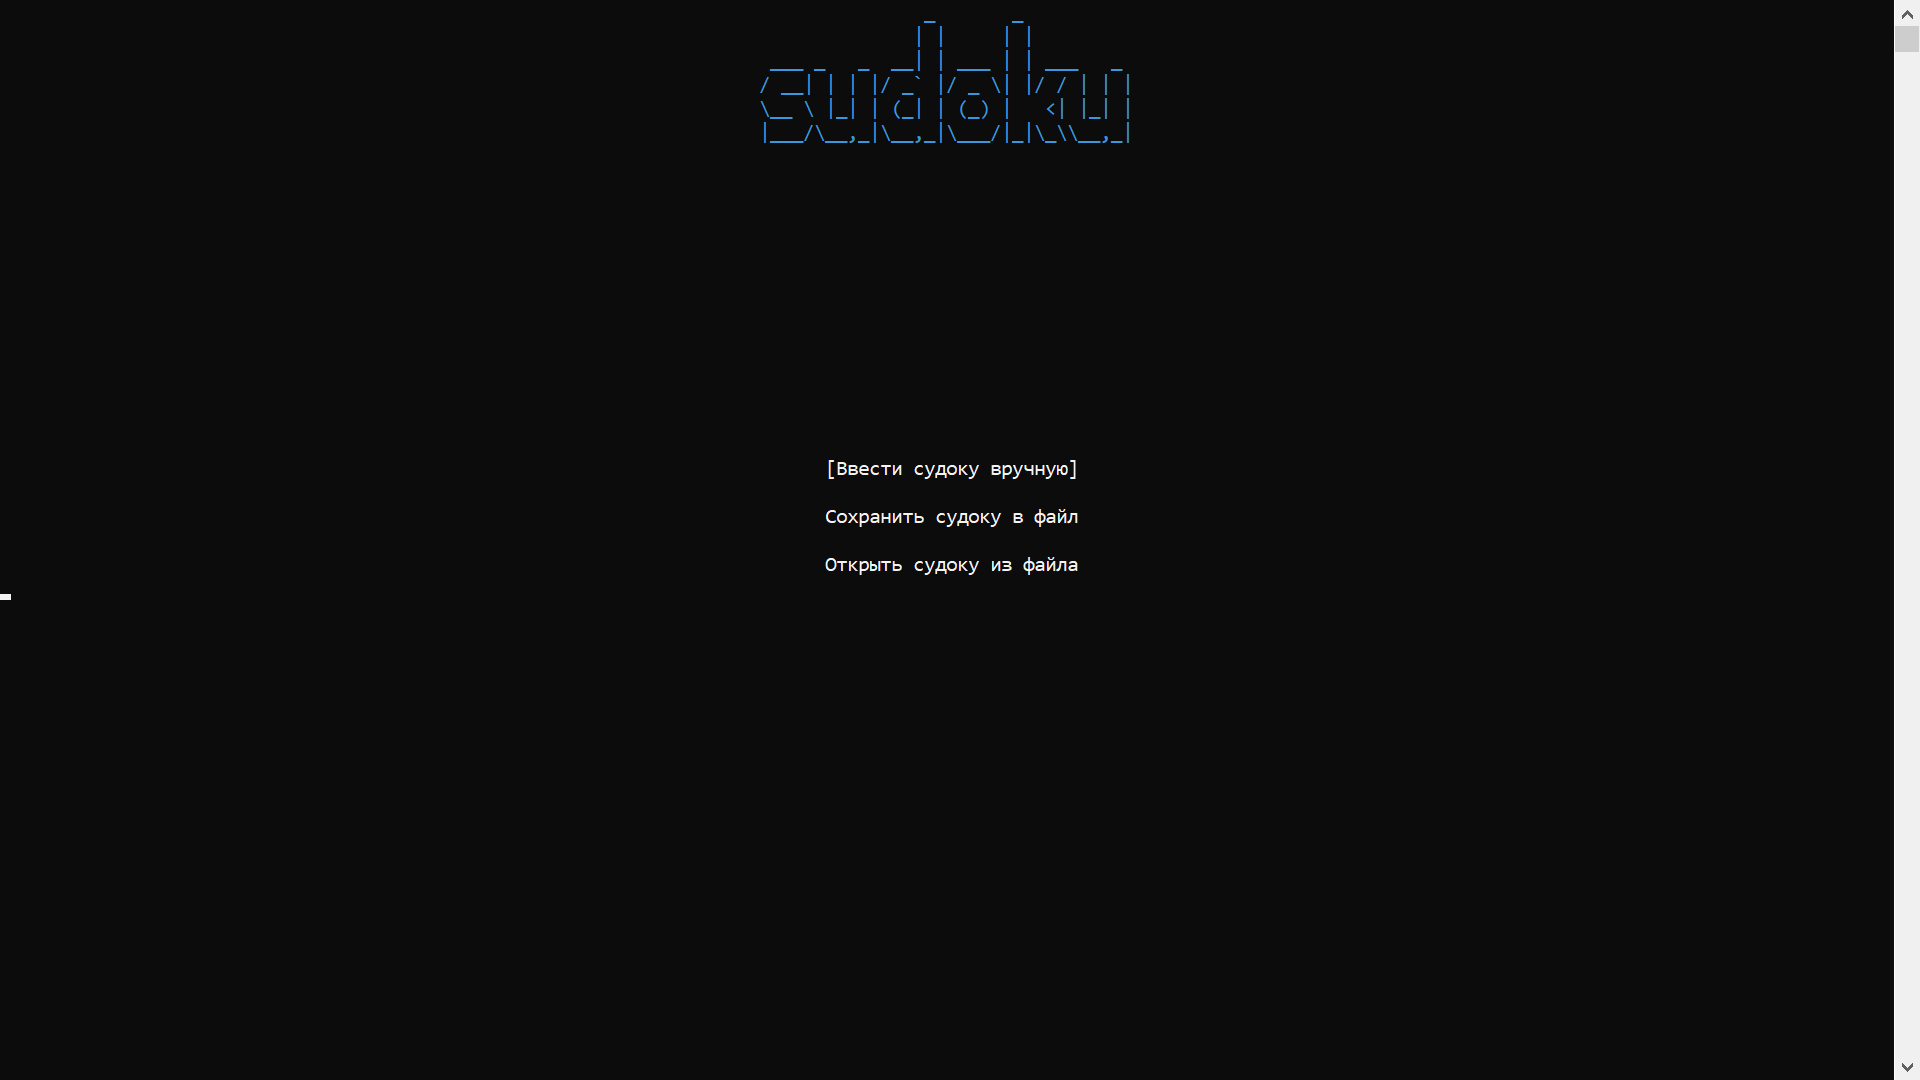 sudoku
[Ввести судоку вручную]
Сохранить судоку в файл
Открыть судоку из файла